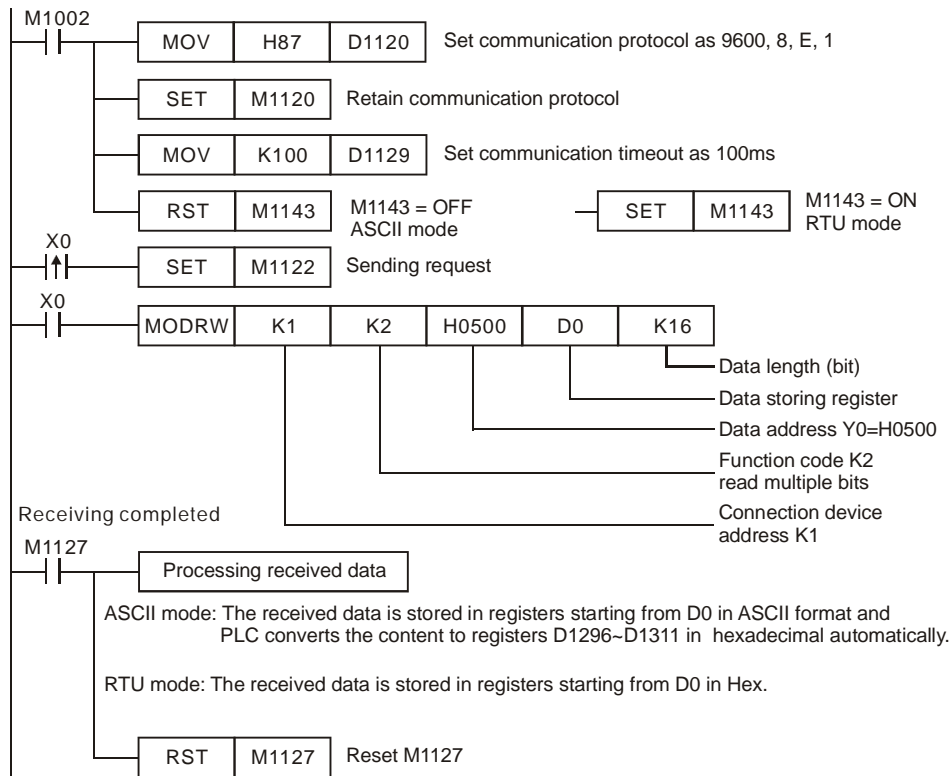 M1002
MOV H87 D1120 Set communication protocol as 9600, 8, E, 1
SET M1120 Retain communication protocol
MOV K100 D1129 Set communication timeout as 100ms
RST M1143 M1143 = OFF
ASCII mode
SET M1143 M1143 = ON
RTU mode
X0
SET M1122 Sending request
X0
MODRW K1 K2 H0500 D0 K16
Data length (bit)
Data storing register
Data address Y0=H0500
Function code K2
read multiple bits
Connection device
address K1
Receiving completed
M1127
Processing received data
ASCII mode: The received data is stored in registers starting from D0 in ASCII format and
PLC converts the content to registers D1296~D1311 in hexadecimal automatically.
RTU mode: The received data is stored in registers starting from D0 in Hex.
RST M1127 Reset M1127